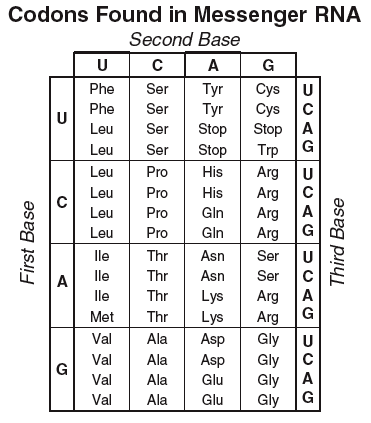 Codons Found in Messenger RNA
Second Base
U C A G
First Base
Third Base
U
Phe Ser Tyr Cys U
Phe Ser Tyr Cys C
Leu Ser Stop Stop A
Leu Ser Stop Trp G
C
Leu Pro His Arg U
Leu Pro His Arg C
Leu Pro Gln Arg A
Leu Pro Gln Arg G
A
Ile Thr Asn Ser U
Ile Thr Asn Ser C
Ile Thr Lys Arg A
Met Thr Lys Arg G
G
Val Ala Asp Gly U
Val Ala Asp Gly C
Val Ala Glu Gly A
Val Ala Glu Gly G